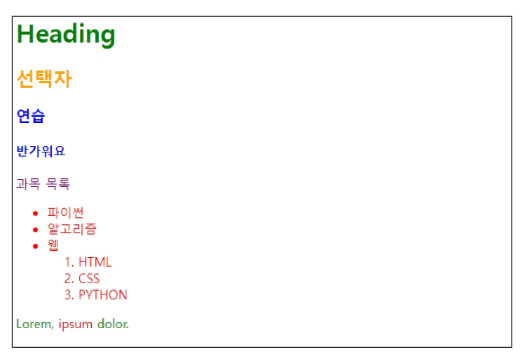 Heading
선택자
연습
반가워요
과목 목록
• 파이썬
• 알고리즘
• 웹
1. HTML
2. CSS
3. PYTHON
Lorem, ipsum dolor.